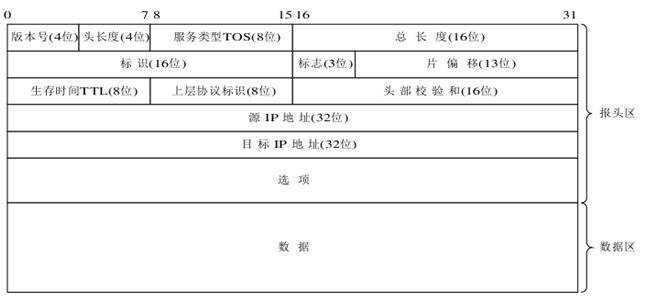 0 7 8 15 16 31
版本号(4位) 头长度(4位) 服务类型TOS(8位) 总 长 度(16位)
标 识(16位) 标志(3位) 片 偏 移(13位)
生存时间TTL(8位) 上层协议标识(8位) 头 部 校 验 和(16位)
源 IP 地 址(32位)
目 标 IP 地 址(32位)
选 项
报头区
数 据
数据区